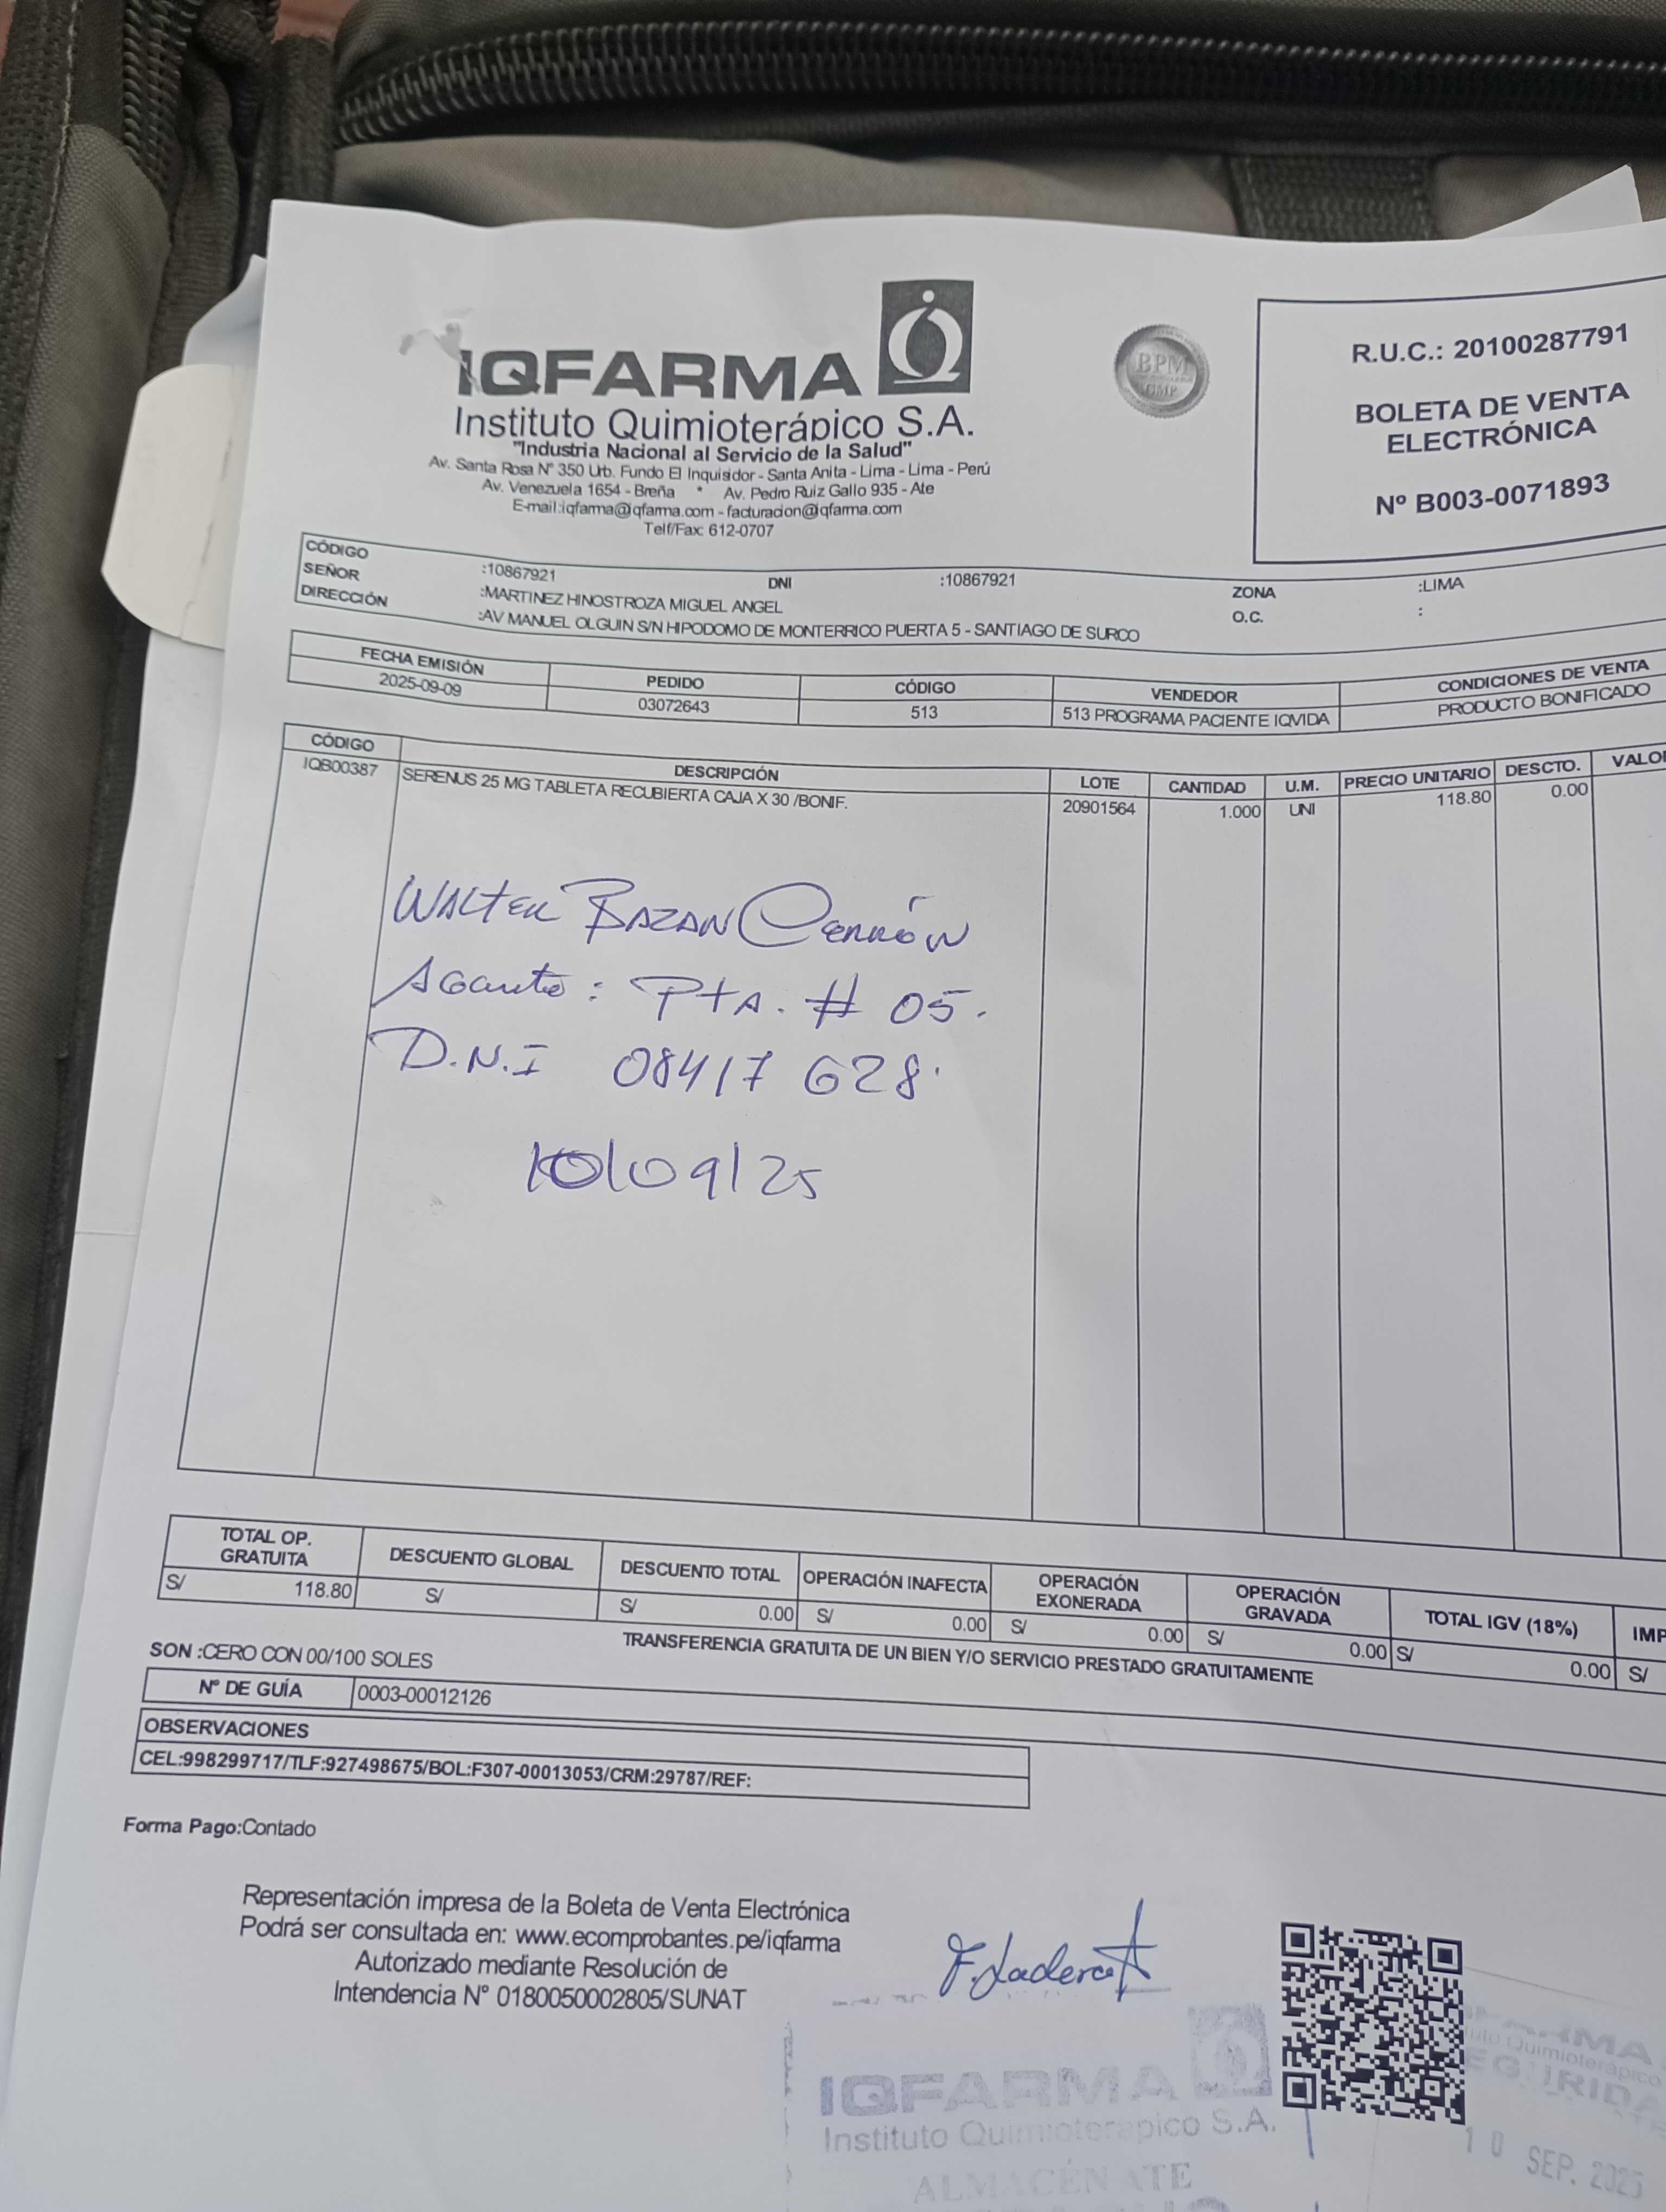 IQFARMA
Instituto Quimioterápico S.A.
"Industria Nacional al Servicio de la Salud"
Av. Santa Rosa N° 350 Urb. Fundo El Inquisidor - Santa Anita - Lima - Lima - Perú
Av. Venezuela 1654 - Breña * Av. Pedro Ruiz Gallo 935 - Ate
E-mail:iqfarma@iqfarma.com - facturacion@iqfarma.com
Telf/Fax: 612-0707
BPM
GMP
R.U.C.: 20100287791
BOLETA DE VENTA
ELECTRÓNICA
Nº B003-0071893
CÓDIGO :10867921 DNI :10867921 ZONA :LIMA
SEÑOR :MARTINEZ HINOSTROZA MIGUEL ANGEL O.C. :
DIRECCIÓN :AV MANUEL OLGUIN S/N HIPODOMO DE MONTERRICO PUERTA 5 - SANTIAGO DE SURCO
FECHA EMISIÓN PEDIDO CÓDIGO VENDEDOR CONDICIONES DE VENTA
2025-09-09 03072643 513 513 PROGRAMA PACIENTE IQVIDA PRODUCTO BONIFICADO
CÓDIGO DESCRIPCIÓN LOTE CANTIDAD U.M. PRECIO UNITARIO DESCTO. VALO
IQB00387 SERENUS 25 MG TABLETA RECUBIERTA CAJA X 30 /BONIF. 20901564 1.000 UNI 118.80 0.00
WALTER BAZAN CERRÓN
: PTA. # 05.
D.N.I 08417628
10/09/25
TOTAL OP. GRATUITA DESCUENTO GLOBAL DESCUENTO TOTAL OPERACIÓN INAFECTA OPERACIÓN EXONERADA OPERACIÓN GRAVADA TOTAL IGV (18%) IMP
S/ 118.80 S/ S/ 0.00 S/ 0.00 S/ 0.00 S/ 0.00 S/ 0.00 S/
SON :CERO CON 00/100 SOLES
TRANSFERENCIA GRATUITA DE UN BIEN Y/O SERVICIO PRESTADO GRATUITAMENTE
N° DE GUÍA 0003-00012126
OBSERVACIONES
CEL:998299717/TLF:927498675/BOL:F307-00013053/CRM:29787/REF:
Forma Pago:Contado
Representación impresa de la Boleta de Venta Electrónica
Podrá ser consultada en: www.ecomprobantes.pe/iqfarma
Autorizado mediante Resolución de
Intendencia N° 0180050002805/SUNAT
IQFARMA
Instituto Quimioterapico S.A.
ALMACÉN ATE
10 SEP. 2025